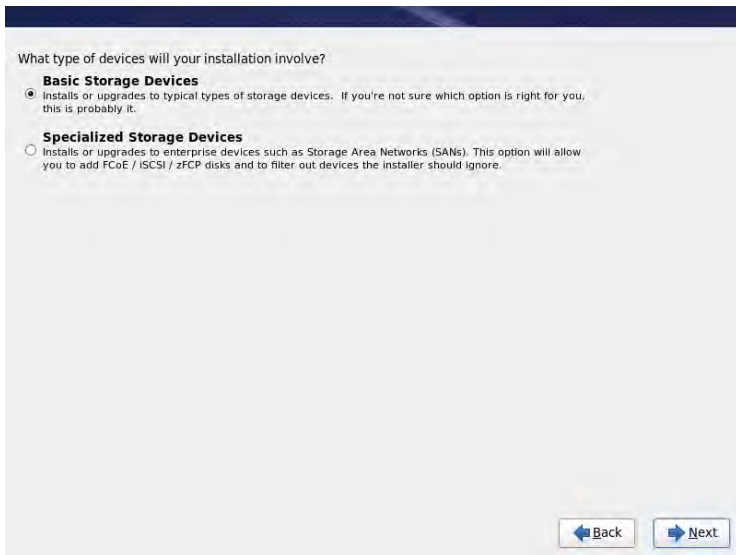 What type of devices will your installation involve?
Basic Storage Devices
Installs or upgrades to typical types of storage devices.  If you're not sure which option is right for you,
this is probably it.
Specialized Storage Devices
Installs or upgrades to enterprise devices such as Storage Area Networks (SANs). This option will allow
you to add FCoE / iSCSI / zFCP disks and to filter out devices the installer should ignore.
Back
Next